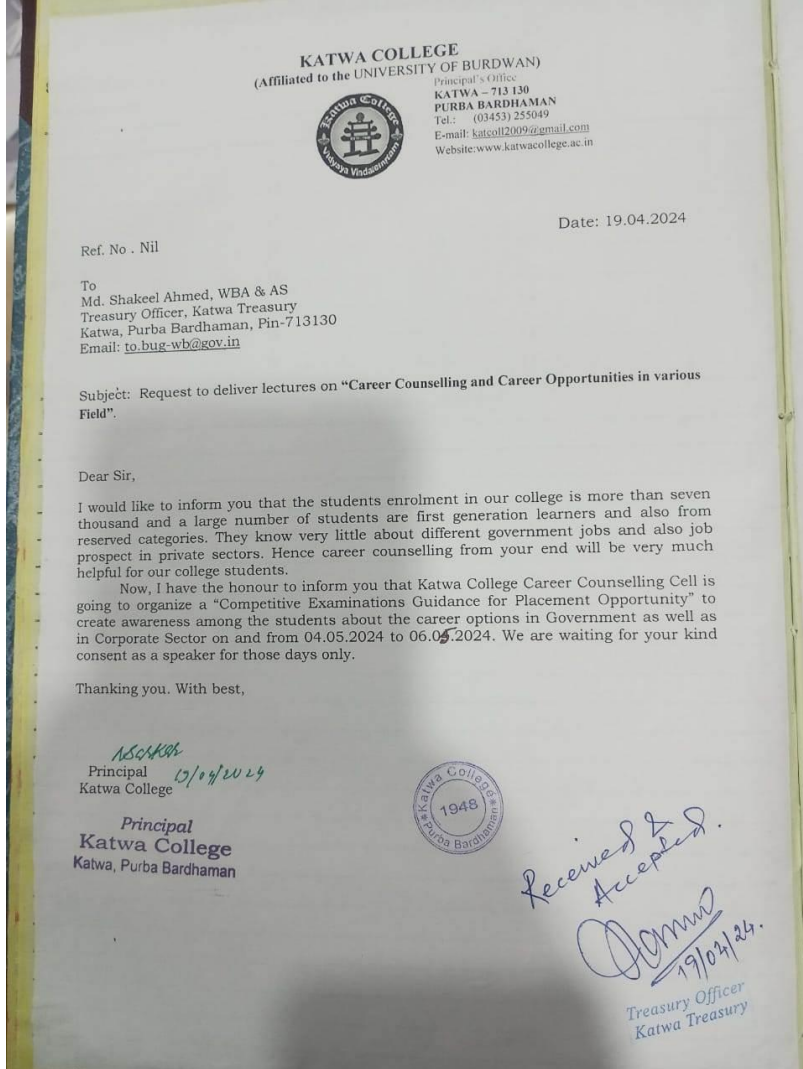 KATWA COLLEGE
(Affiliated to the UNIVERSITY OF BURDWAN)
Principal's Office
KATWA – 713 130
PURBA BARDHAMAN
Tel.: (03453) 255049
E-mail: katcoll2009@gmail.com
Website:www.katwacollege.ac.in
Katwa College
Vidyaya
Date: 19.04.2024
Ref. No . Nil
To
Md. Shakeel Ahmed, WBA & AS
Treasury Officer, Katwa Treasury
Katwa, Purba Bardhaman, Pin-713130
Email: to.bug-wb@gov.in
Subject: Request to deliver lectures on “Career Counselling and Career Opportunities in various
Field”.
Dear Sir,
I would like to inform you that the students enrolment in our college is more than seven
thousand and a large number of students are first generation learners and also from
reserved categories. They know very little about different government jobs and also job
prospect in private sectors. Hence career counselling from your end will be very much
helpful for our college students.
Now, I have the honour to inform you that Katwa College Career Counselling Cell is
going to organize a “Competitive Examinations Guidance for Placement Opportunity” to
create awareness among the students about the career options in Government as well as
in Corporate Sector on and from 04.05.2024 to 06.05.2024. We are waiting for your kind
consent as a speaker for those days only.
Thanking you. With best,
Principal 19/04/2024
Katwa College
Principal
Katwa College
Katwa, Purba Bardhaman
Katwa College
1948
Purba Bardhaman
Received &
Accepted.
19/04/24.
Treasury Officer
Katwa Treasury